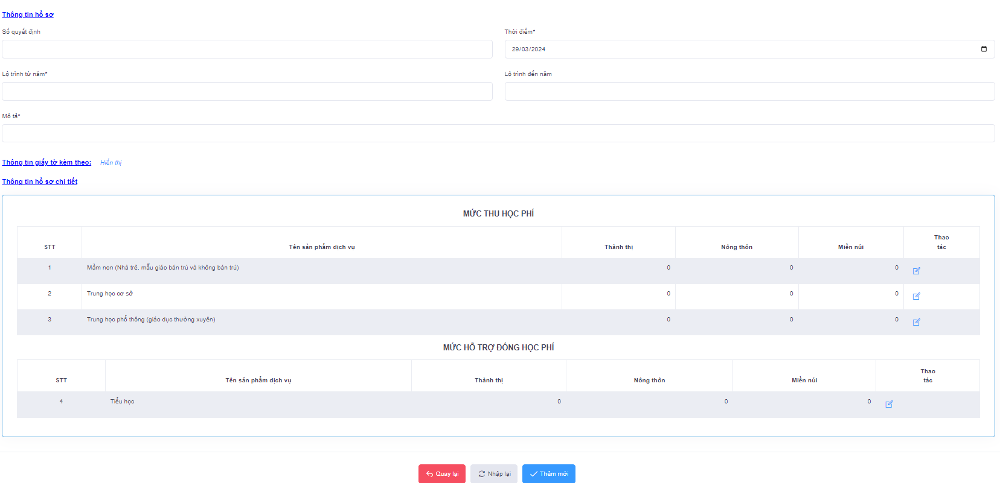 Thông tin hồ sơ
Số quyết định
Thời điểm*
29/03/2024
Lộ trình từ năm*
Lộ trình đến năm
Mô tả*
Thông tin giấy tờ kèm theo: Hiển thị
Thông tin hồ sơ chi tiết
MỨC THU HỌC PHÍ
STT Tên sản phẩm dịch vụ Thành thị Nông thôn Miền núi Thao tác
1 Mầm non (Nhà trẻ, mẫu giáo bán trú và không bán trú) 0 0 0
2 Trung học cơ sở 0 0 0
3 Trung học phổ thông (giáo dục thường xuyên) 0 0 0
MỨC HỖ TRỢ ĐÓNG HỌC PHÍ
STT Tên sản phẩm dịch vụ Thành thị Nông thôn Miền núi Thao tác
4 Tiểu học 0 0 0
Quay lại Nhập lại Thêm mới